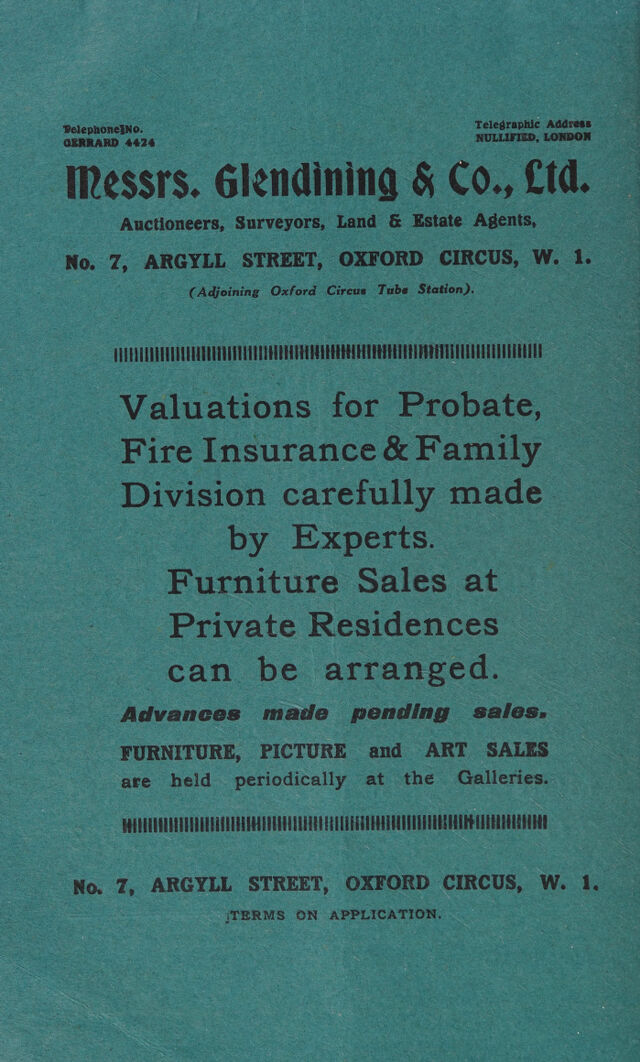 Telephone No.
GERRARD 4424
Telegraphic Address
NULLIFIED, LONDON
Messrs. Glendining & Co., Ltd.
Auctioneers, Surveyors, Land & Estate Agents,
No. 7, ARGYLL STREET, OXFORD CIRCUS, W. 1.
(Adjoining Oxford Circus Tube Station).
Valuations for Probate,
Fire Insurance & Family
Division carefully made
by Experts.
Furniture Sales at
Private Residences
can be arranged.
Advances made pending sales.
FURNITURE, PICTURE and ART SALES
are held periodically at the Galleries.
No. 7, ARGYLL STREET, OXFORD CIRCUS, W. 1.
TERMS ON APPLICATION.